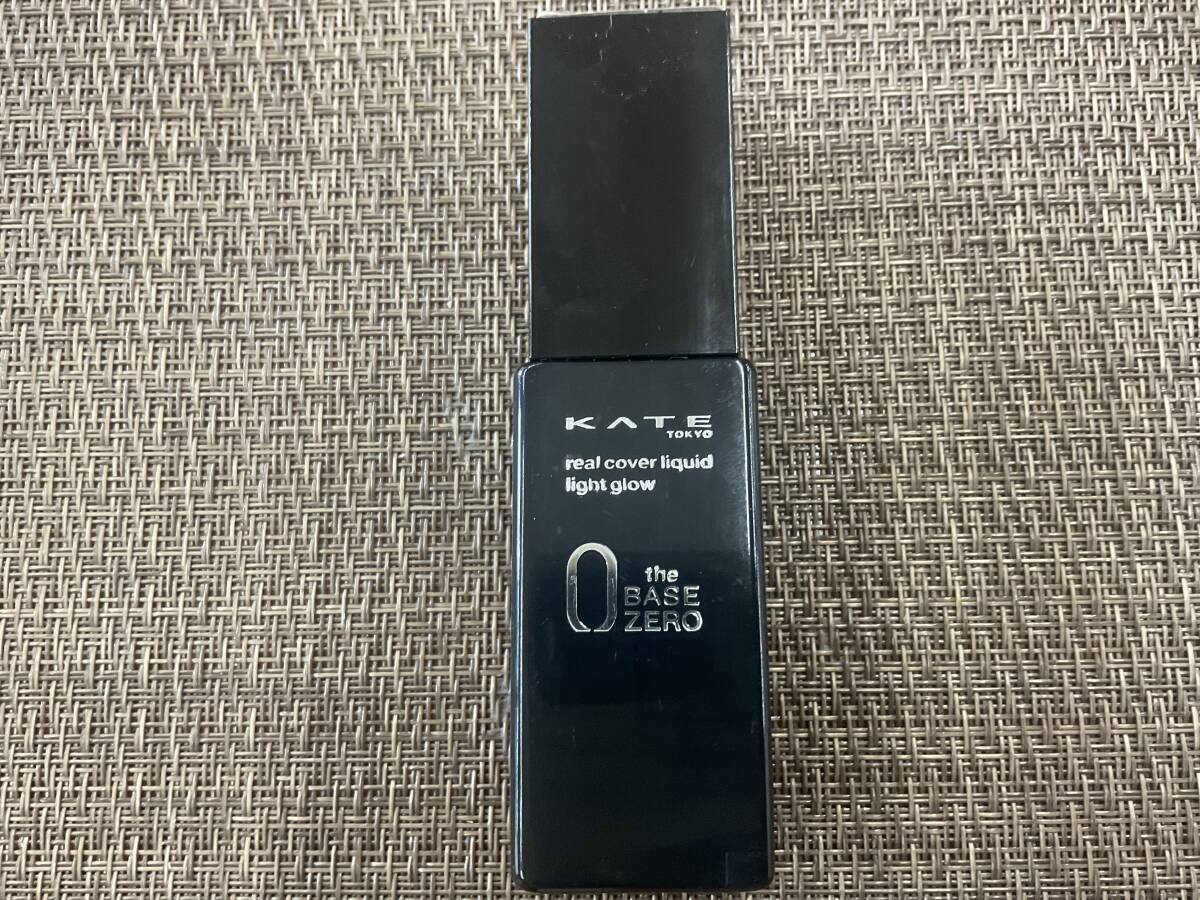 KATE
TOKYO
real cover liquid
light glow
0
the
BASE
ZERO